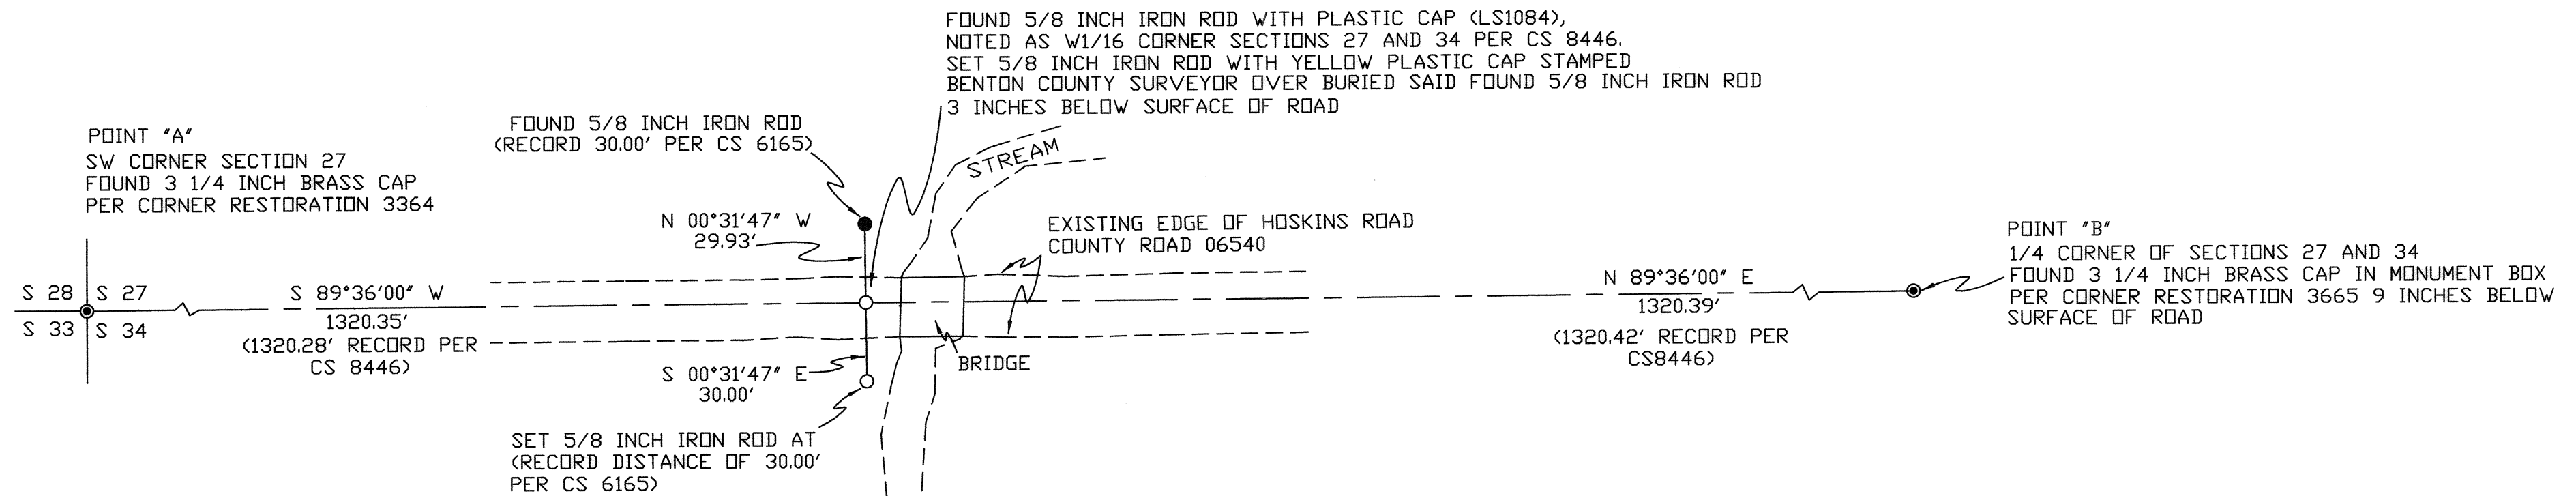 FOUND 5/8 INCH IRON ROD WITH PLASTIC CAP (LS1084),
NOTED AS W1/16 CORNER SECTIONS 27 AND 34 PER CS 8446.
SET 5/8 INCH IRON ROD WITH YELLOW PLASTIC CAP STAMPED
BENTON COUNTY SURVEYOR OVER BURIED SAID FOUND 5/8 INCH IRON ROD
3 INCHES BELOW SURFACE OF ROAD
FOUND 5/8 INCH IRON ROD
(RECORD 30.00' PER CS 6165)
POINT "A"
SW CORNER SECTION 27
FOUND 3 1/4 INCH BRASS CAP
PER CORNER RESTORATION 3364
STREAM
N 00°31'47" W
29.93'
EXISTING EDGE OF HOSKINS ROAD
COUNTY ROAD 06540
POINT "B"
1/4 CORNER OF SECTIONS 27 AND 34
FOUND 3 1/4 INCH BRASS CAP IN MONUMENT BOX
PER CORNER RESTORATION 3665 9 INCHES BELOW
SURFACE OF ROAD
S 28 S 27
S 33 S 34
S 89°36'00" W
1320.35'
(1320.28' RECORD PER
CS 8446)
N 89°36'00" E
1320.39'
(1320.42' RECORD PER
CS8446)
BRIDGE
S 00°31'47" E
30.00'
SET 5/8 INCH IRON ROD AT
(RECORD DISTANCE OF 30.00'
PER CS 6165)